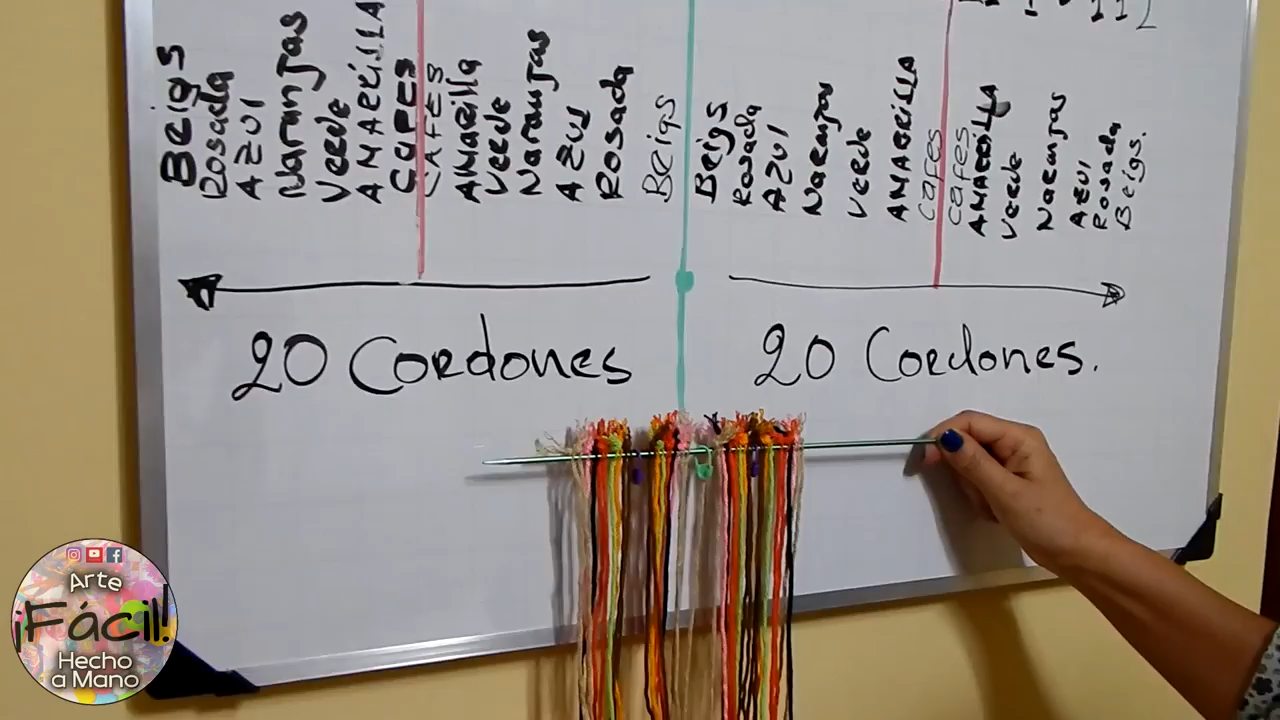 Beigs
Rosada
Azul
Naranjas
Verde
AMARILLA
CAFES
CAFES
AMArilla
Verde
Naranjas
Azul
Rosada
Beigs
Beigs
Rosada
Azul
Naranjas
Verde
AMARILLA
cafes
cafes
AMARILLA
Verde
Naranjas
Azul
Rosada
Beigs.
20 Cordones
20 Cordones.
Arte
¡Fácil!
Hecho
a Mano